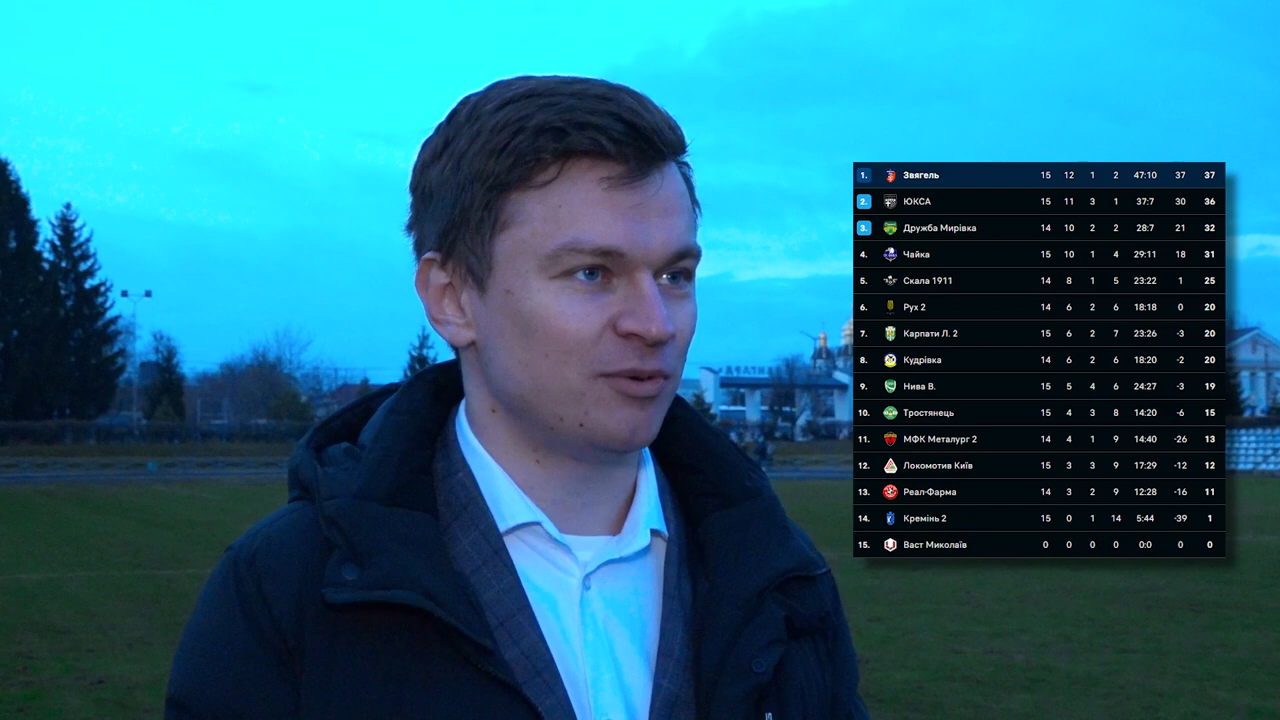 1. Звягель 15 12 1 2 47:10 37 37
2. ЮКСА 15 11 3 1 37:7 30 36
3. Дружба Мирівка 14 10 2 2 28:7 21 32
4. Чайка 15 10 1 4 29:11 18 31
5. Скала 1911 14 8 1 5 23:22 1 25
6. Рух 2 14 6 2 6 18:18 0 20
7. Карпати Л. 2 15 6 2 7 23:26 -3 20
8. Кудрівка 14 6 2 6 18:20 -2 20
9. Нива В. 15 5 4 6 24:27 -3 19
10. Тростянець 15 4 3 8 14:20 -6 15
11. МФК Металург 2 14 4 1 9 14:40 -26 13
12. Локомотив Київ 15 3 3 9 17:29 -12 12
13. Реал-Фарма 14 3 2 9 12:28 -16 11
14. Кремінь 2 15 0 1 14 5:44 -39 1
15. Васт Миколаїв 0 0 0 0 0:0 0 0